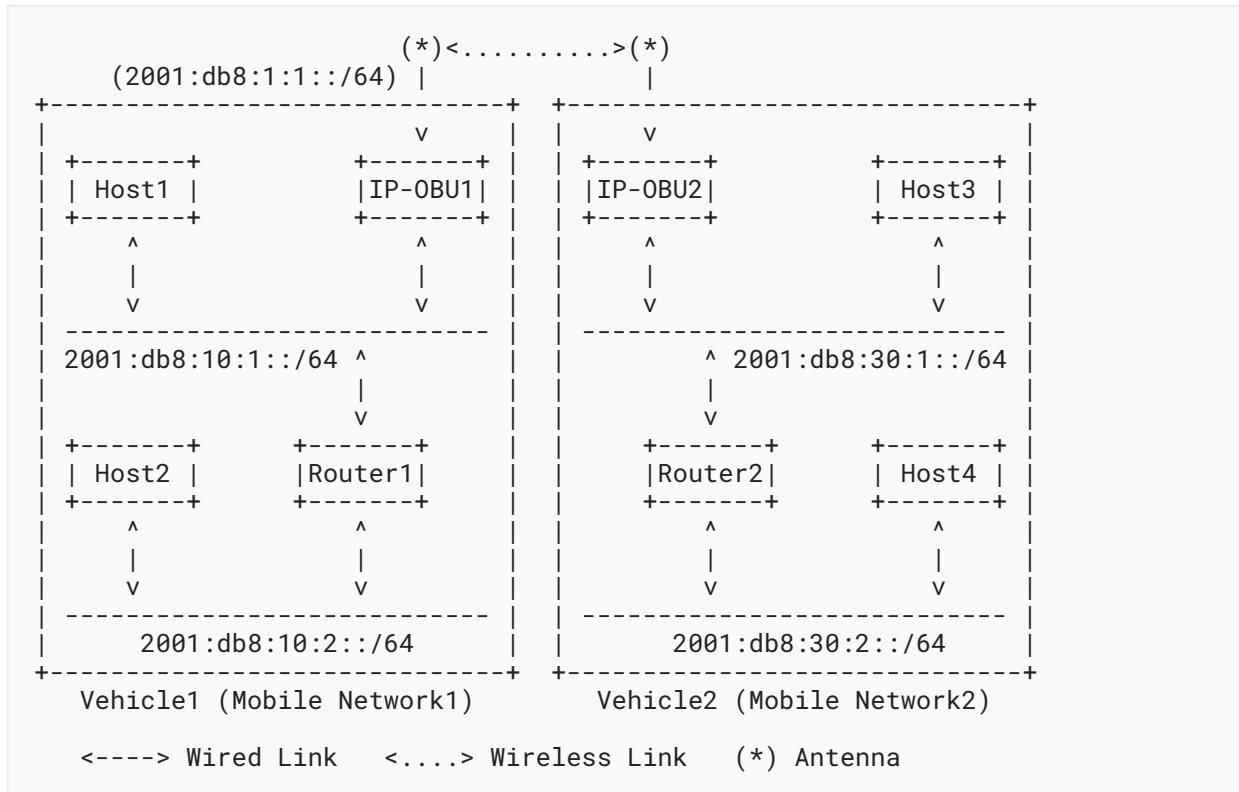 (*)<..........>(*)
     (2001:db8:1:1::/64) |              |
+------------------------------+  +------------------------------+
|                        v     |  |     v                        |
| +-------+          +-------+ |  | +-------+          +-------+ |
| | Host1 |          |IP-OBU1| |  | |IP-OBU2|          | Host3 | |
| +-------+          +-------+ |  | +-------+          +-------+ |
|     ^                  ^     |  |     ^                  ^     |
|     |                  |     |  |     |                  |     |
|     v                  v     |  |     v                  v     |
| ---------------------------- |  | ---------------------------- |
| 2001:db8:10:1::/64 ^         |  |         ^ 2001:db8:30:1::/64 |
|                    |         |  |         |                    |
|                    v         |  |         v                    |
| +-------+      +-------+     |  |     +-------+      +-------+ |
| | Host2 |      |Router1|     |  |     |Router2|      | Host4 | |
| +-------+      +-------+     |  |     +-------+      +-------+ |
|     ^              ^         |  |         ^              ^     |
|     |              |         |  |         |              |     |
|     v              v         |  |         v              v     |
| ---------------------------- |  | ---------------------------- |
|      2001:db8:10:2::/64      |  |       2001:db8:30:2::/64     |
+------------------------------+  +------------------------------+
   Vehicle1 (Mobile Network1)        Vehicle2 (Mobile Network2)

   <----> Wired Link   <....> Wireless Link   (*) Antenna